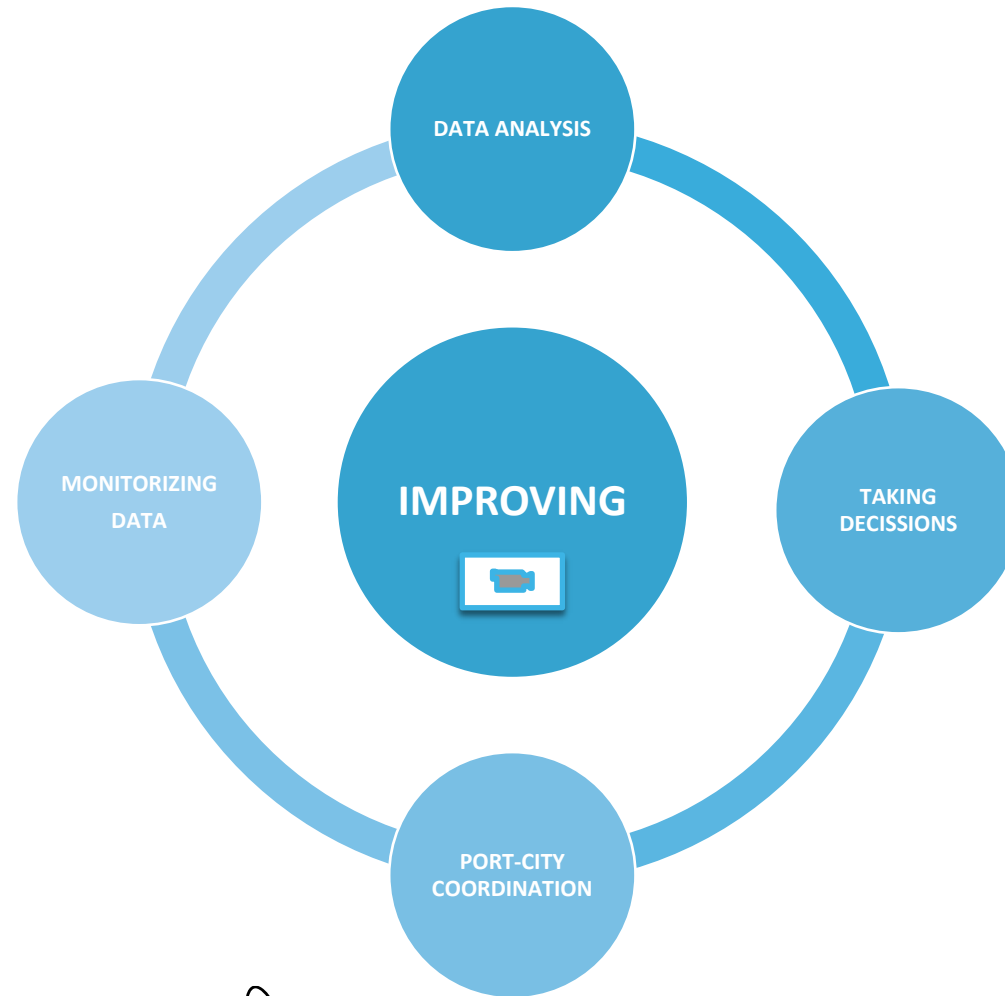 DATA ANALYSIS
MONITORIZING
DATA
IMPROVING
TAKING
DECISSIONS
PORT-CITY
COORDINATION